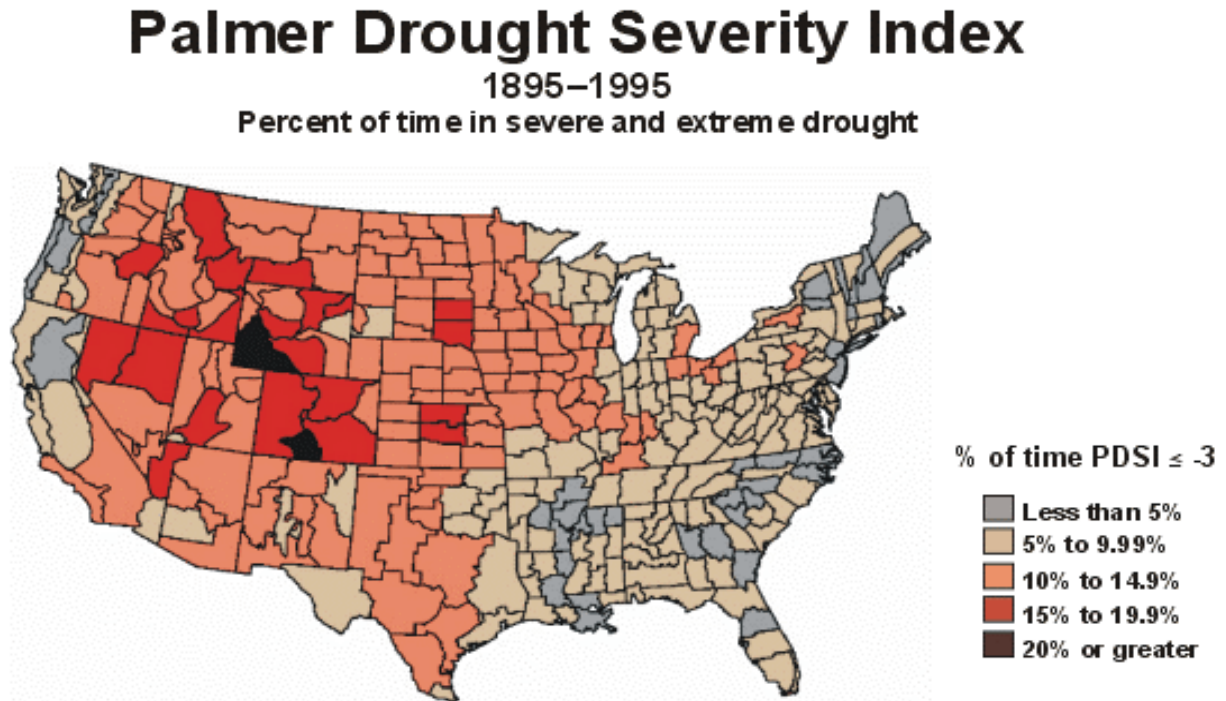 Palmer Drought Severity Index
1895–1995
Percent of time in severe and extreme drought
% of time PDSI ≤ -3
Less than 5%
5% to 9.99%
10% to 14.9%
15% to 19.9%
20% or greater